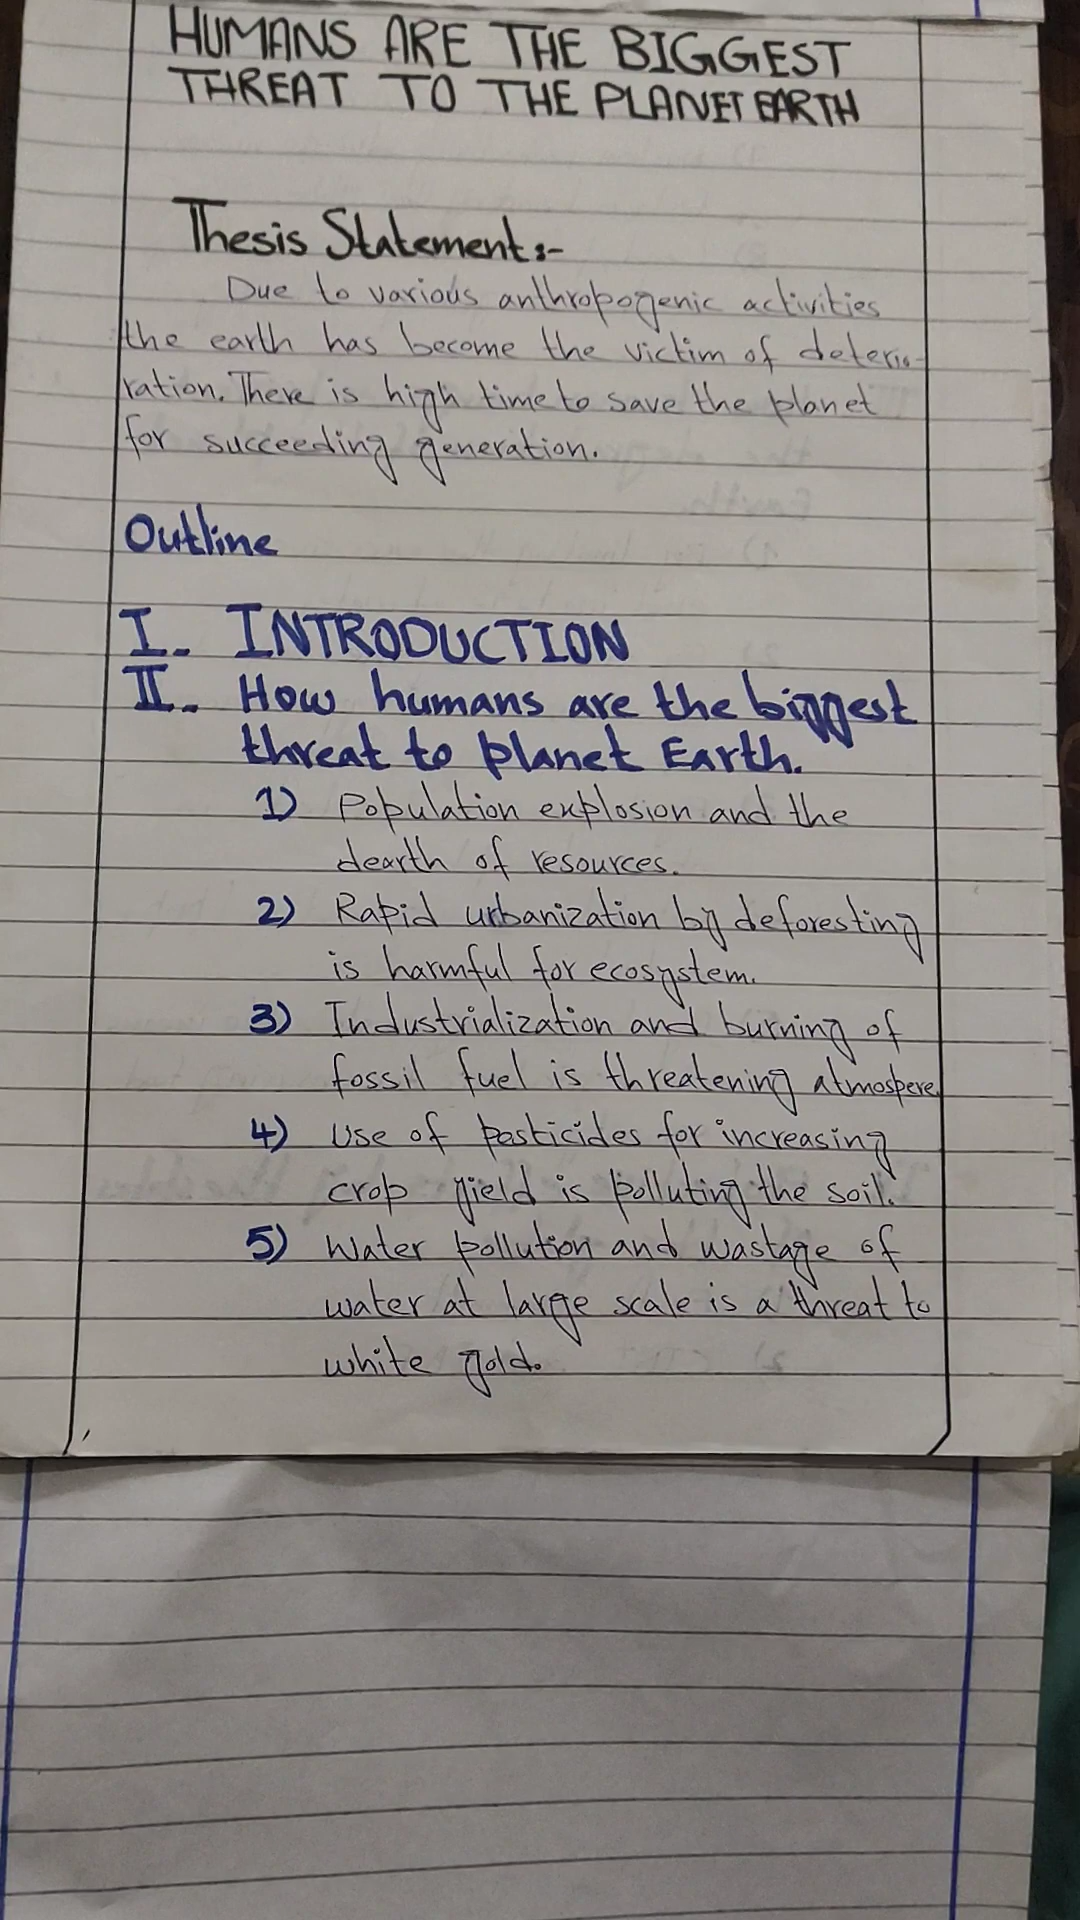 HUMANS ARE THE BIGGEST
THREAT TO THE PLANET EARTH
Thesis Statement:-
Due to various anthropogenic activities
the earth has become the victim of deterio-
ration. There is high time to save the planet
for succeeding generation.
Outline
I. INTRODUCTION
II. How humans are the biggest
threat to planet Earth.
1) Population explosion and the
dearth of resources.
2) Rapid urbanization by deforesting
is harmful for ecosystem.
3) Industrialization and burning of
fossil fuel is threatening atmospere
4) Use of pesticides for increasing
crop yield is polluting the soil.
5) Water pollution and wastage of
water at large scale is a threat to
white gold.